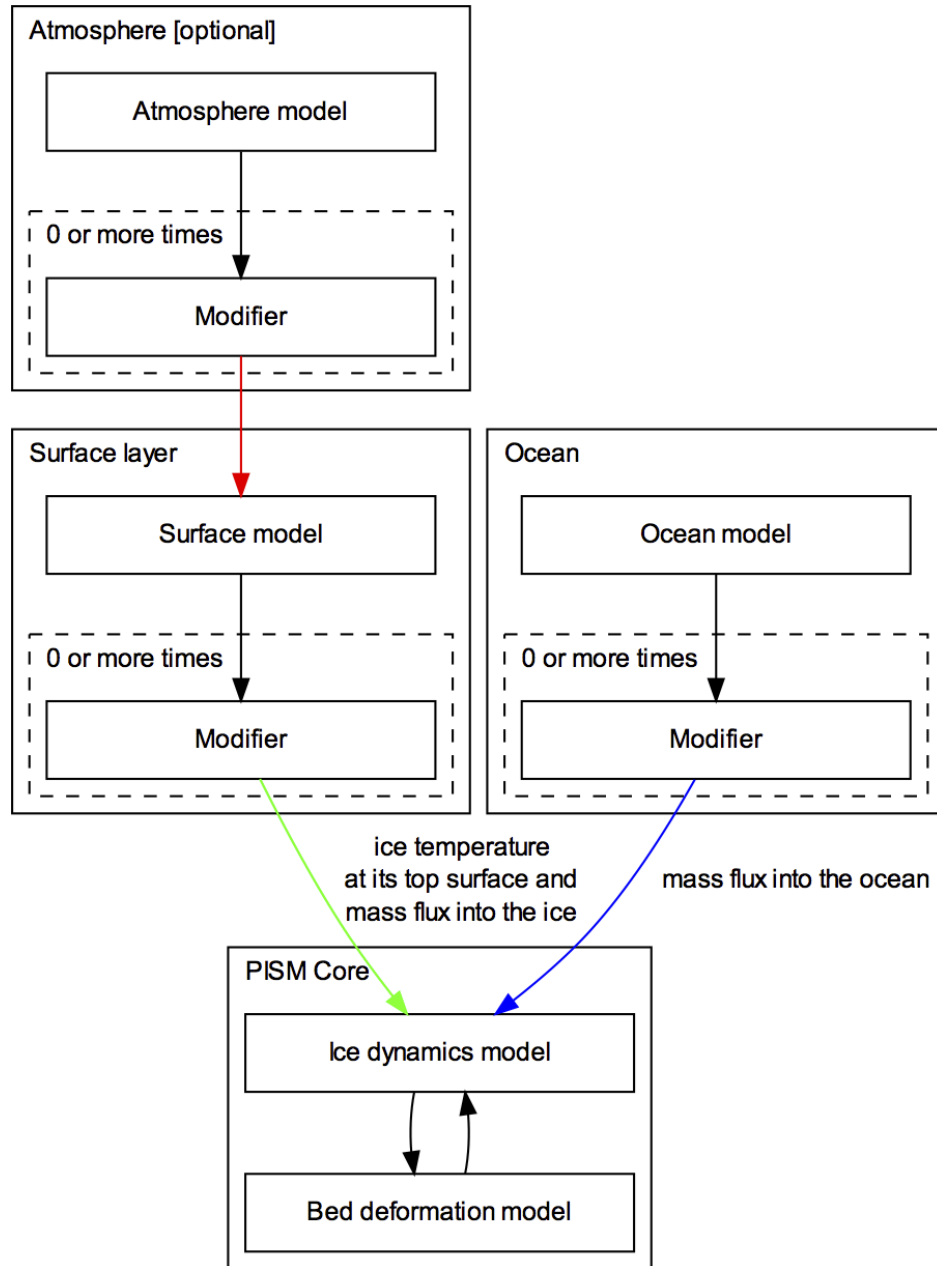 Atmosphere [optional]
Atmosphere model
0 or more times
Modifier
Surface layer
Surface model
0 or more times
Modifier
Ocean
Ocean model
0 or more times
Modifier
ice temperature
at its top surface and
mass flux into the ice
mass flux into the ocean
PISM Core
Ice dynamics model
Bed deformation model